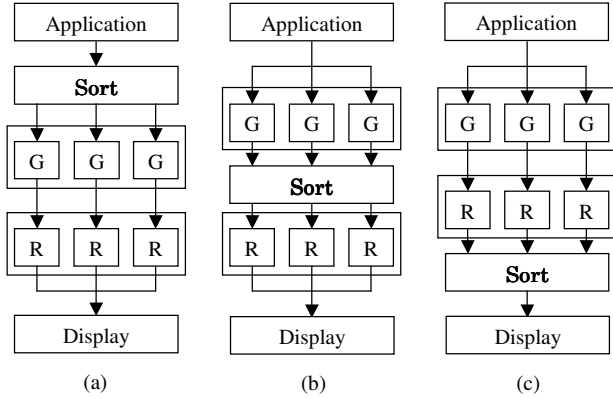 Application
Sort
G G G
R R R
Display
(a)
Application
G G G
Sort
R R R
Display
(b)
Application
G G G
R R R
Sort
Display
(c)